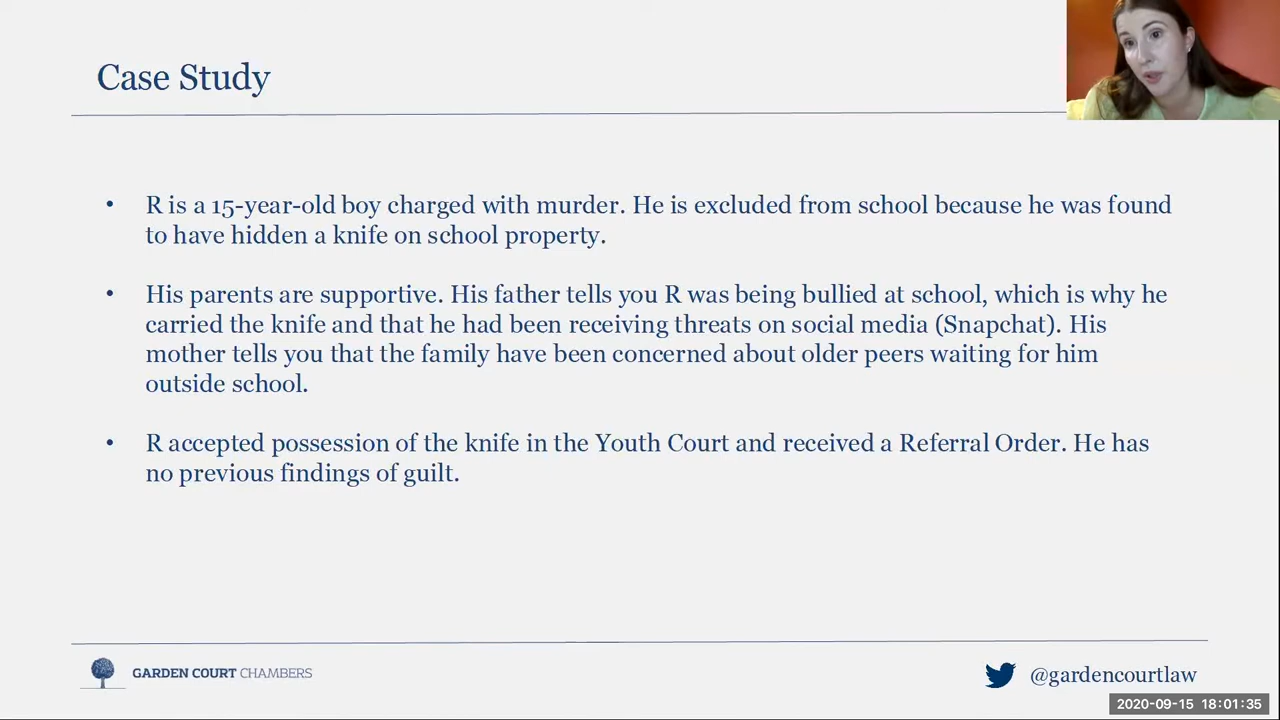 Case Study
• R is a 15-year-old boy charged with murder. He is excluded from school because he was found
to have hidden a knife on school property.
• His parents are supportive. His father tells you R was being bullied at school, which is why he
carried the knife and that he had been receiving threats on social media (Snapchat). His
mother tells you that the family have been concerned about older peers waiting for him
outside school.
• R accepted possession of the knife in the Youth Court and received a Referral Order. He has
no previous findings of guilt.
GARDEN COURT CHAMBERS
@gardencourtlaw
2020-09-15 18:01:35